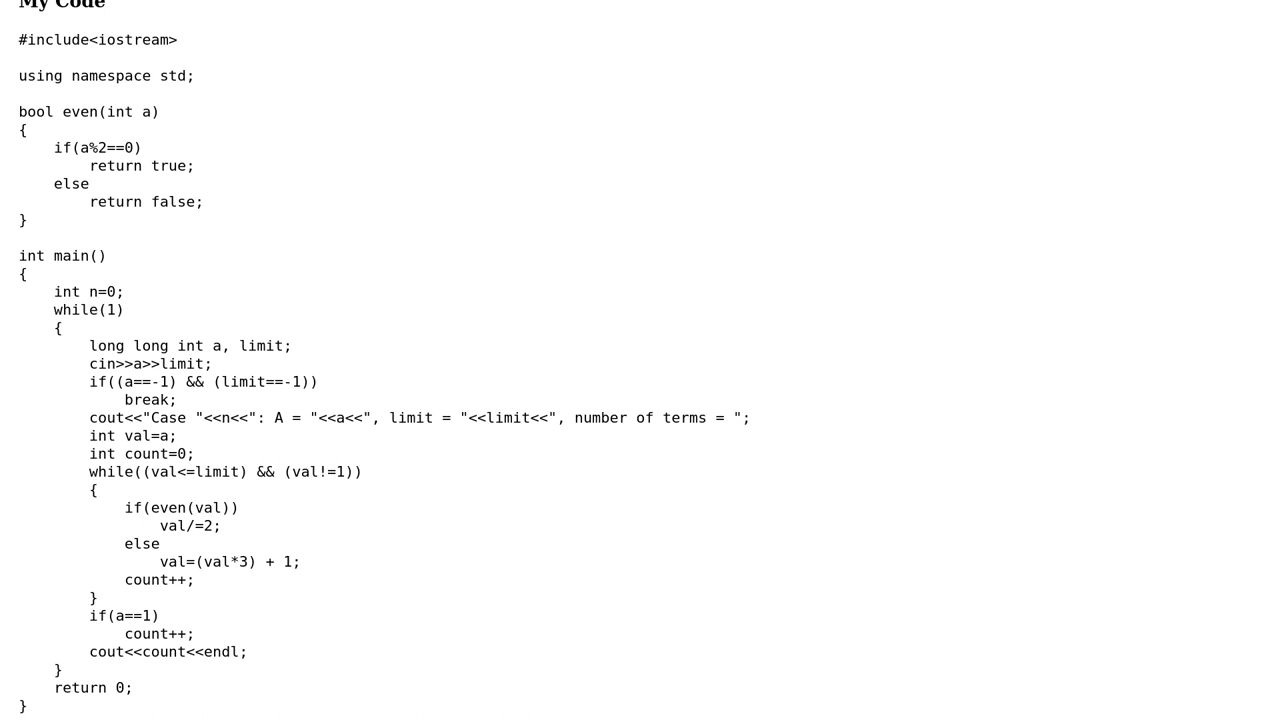 My Code
#include<iostream>
using namespace std;
bool even(int a)
{
    if(a%2==0)
        return true;
    else
        return false;
}
int main()
{
    int n=0;
    while(1)
    {
        long long int a, limit;
        cin>>a>>limit;
        if((a==-1) && (limit==-1))
            break;
        cout<<"Case "<<n<<": A = "<<a<<", limit = "<<limit<<", number of terms = ";
        int val=a;
        int count=0;
        while((val<=limit) && (val!=1))
        {
            if(even(val))
                val/=2;
            else
                val=(val*3) + 1;
            count++;
        }
        if(a==1)
            count++;
        cout<<count<<endl;
    }
    return 0;
}